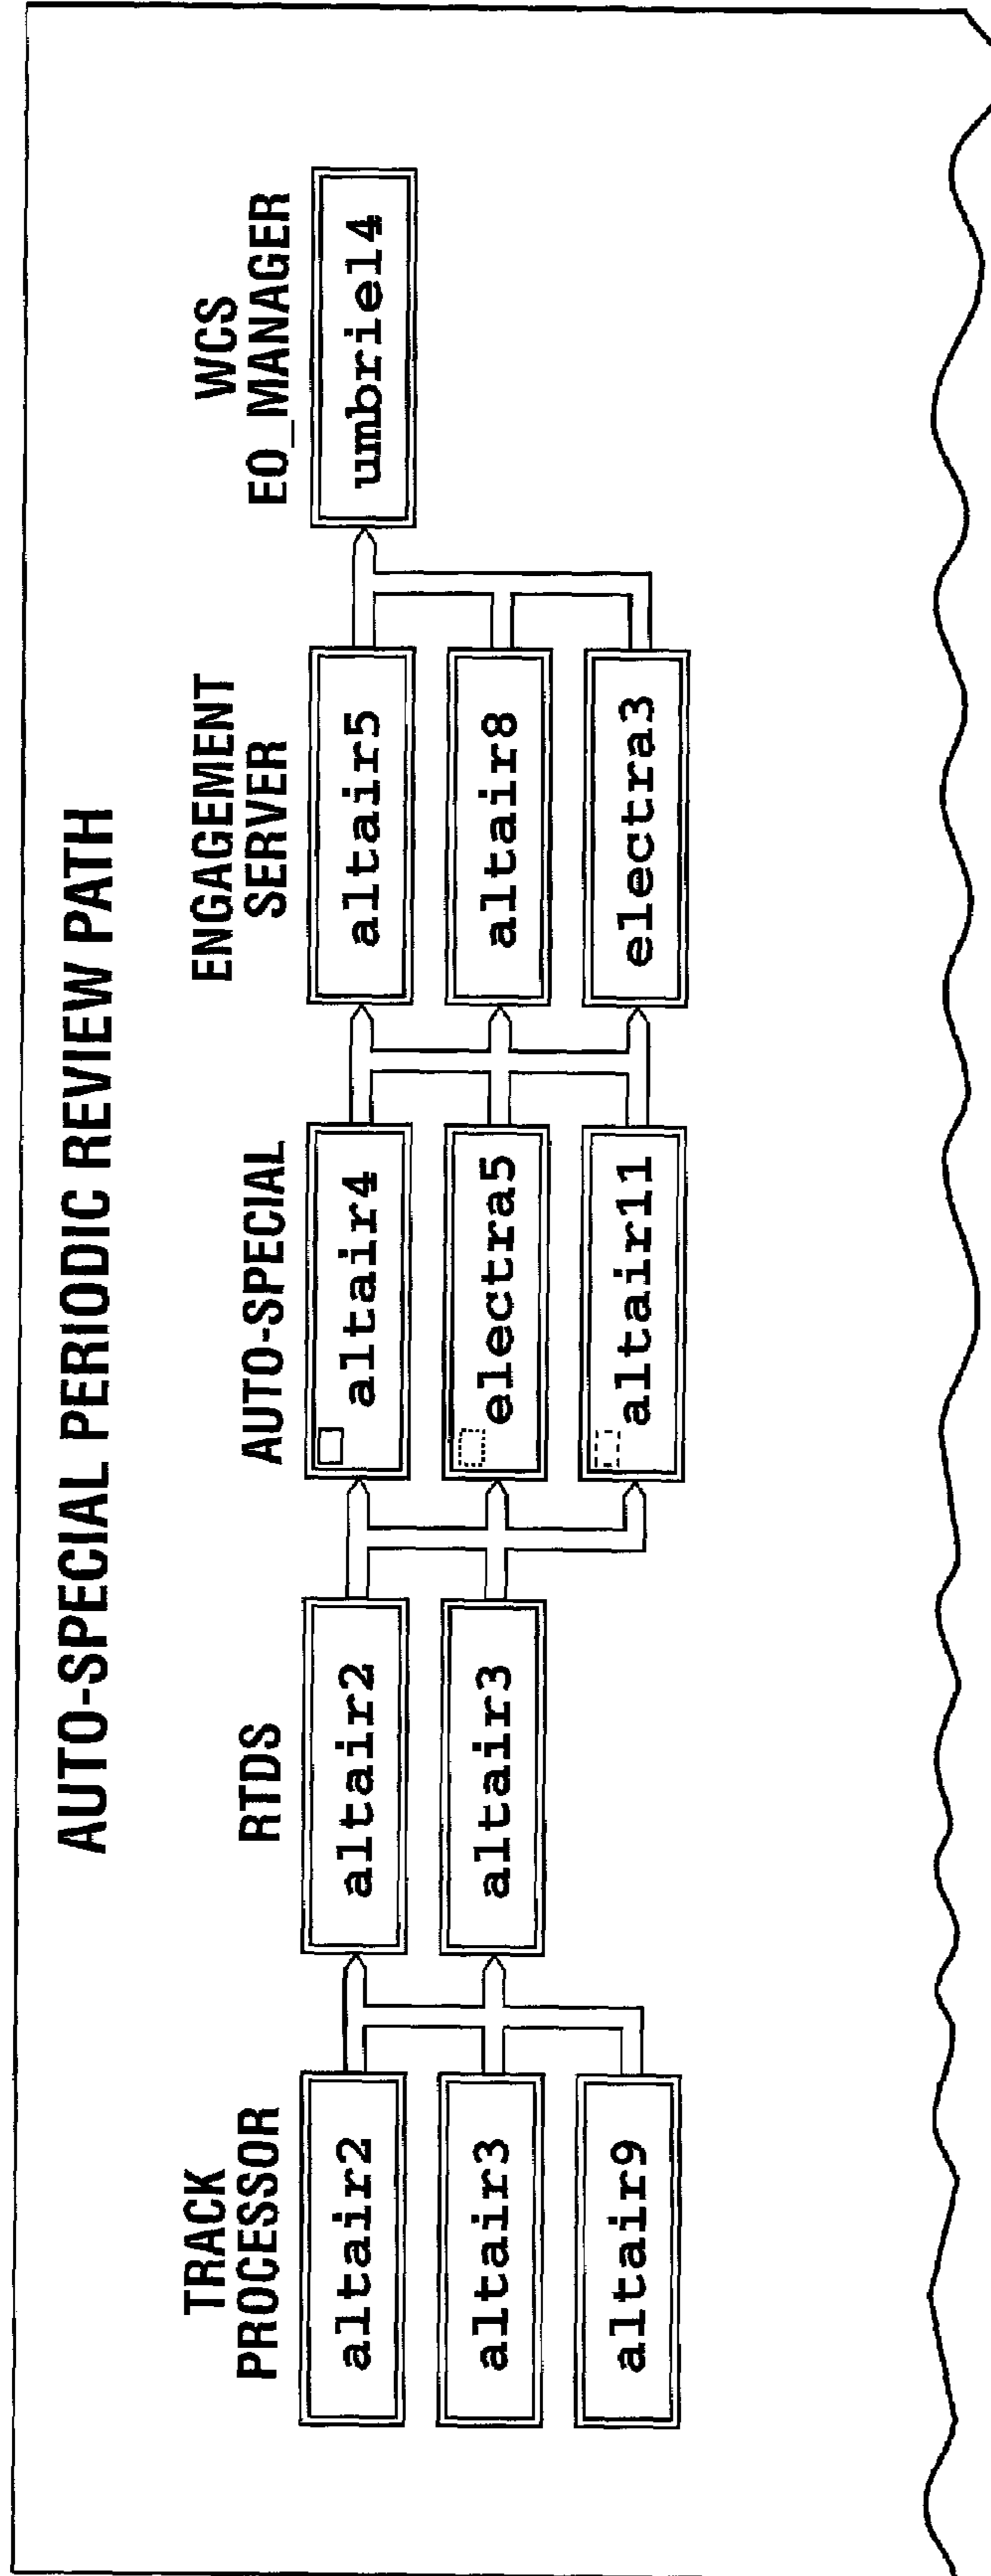 AUTO-SPECIAL PERIODIC REVIEW PATH
TRACK
PROCESSOR
altair2
altair3
altair9
RTDS
altair2
altair3
AUTO-SPECIAL
altair4
electra5
altair11
ENGAGEMENT
SERVER
altair5
altair8
electra3
WCS
EO_MANAGER
umbriel4